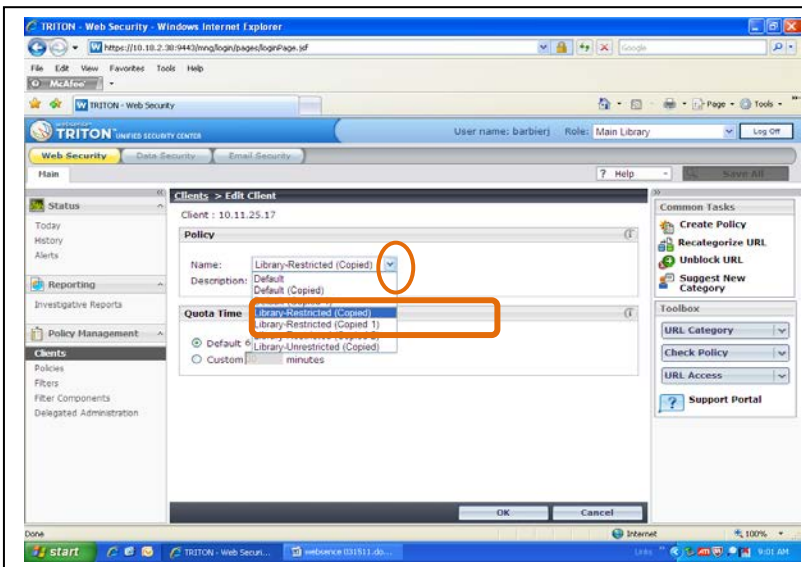 TRITON - Web Security - Windows Internet Explorer
https://10.10.2.30:9443/mng/login/pages/loginPage.jsf
Google
File Edit View Favorites Tools Help
McAfee
TRITON - Web Security
Page Tools
websense
TRITON UNIFIED SECURITY CENTER
User name: barbierj Role: Main Library Log Off
Web Security Data Security Email Security
Main
? Help
Save All
Status
Today
History
Alerts
Reporting
Investigative Reports
Policy Management
Clients
Policies
Filters
Filter Components
Delegated Administration
Clients > Edit Client
Client : 10.11.25.17
Policy
Name: Library-Restricted (Copied)
Description:
Default
Default (Copied)
Library-Restricted (Copied)
Library-Restricted (Copied 1)
Library-Unrestricted (Copied)
Quota Time
Default 6
Custom minutes
OK Cancel
Common Tasks
Create Policy
Recategorize URL
Unblock URL
Suggest New Category
Toolbox
URL Category
Check Policy
URL Access
Support Portal
Done
Internet
100%
start
TRITON - Web Securi...
websence 031511.do...
Links
9:01 AM